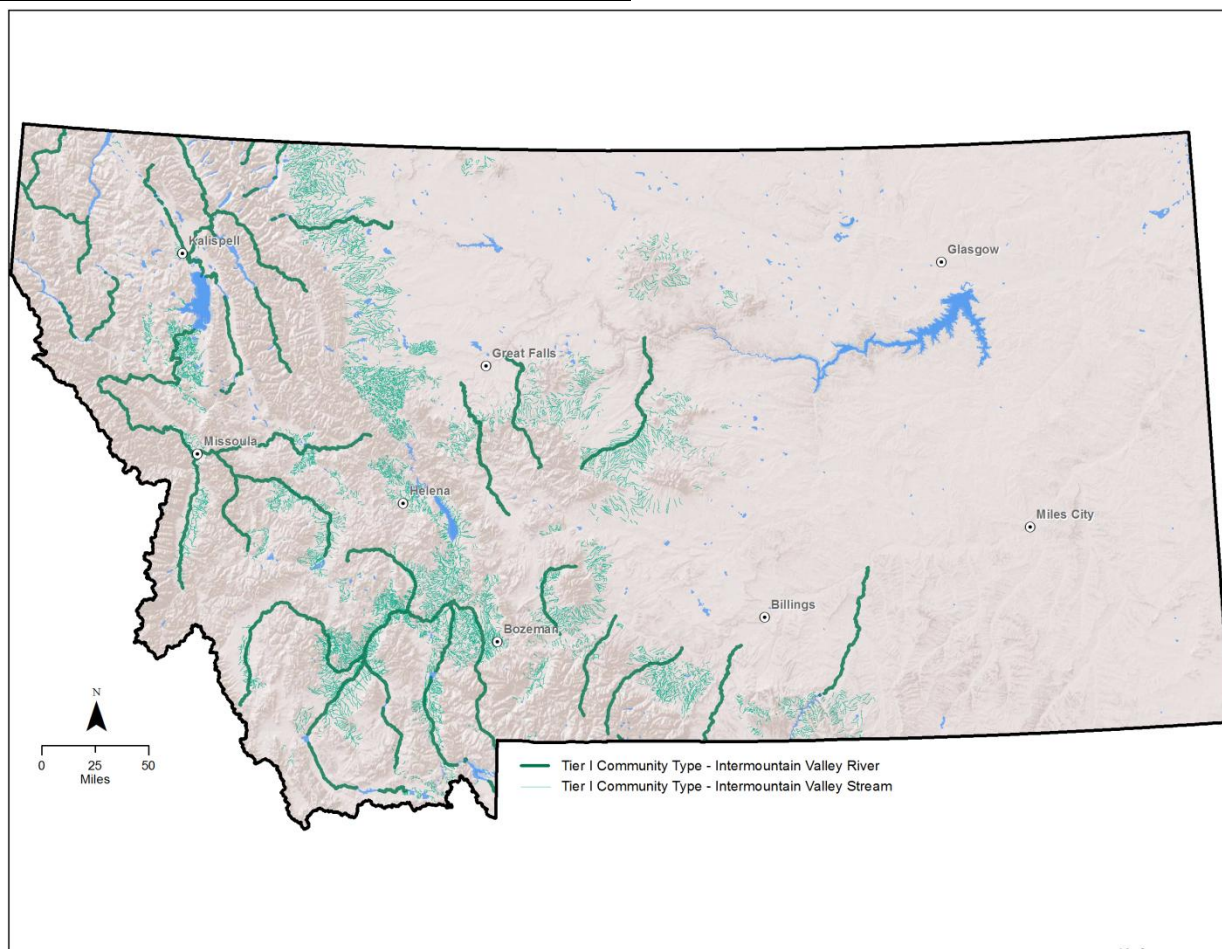 Kalispell
Glasgow
Great Falls
Missoula
Helena
Miles City
Billings
Bozeman
N
0 25 50
Miles
Tier I Community Type - Intermountain Valley River
Tier I Community Type - Intermountain Valley Stream